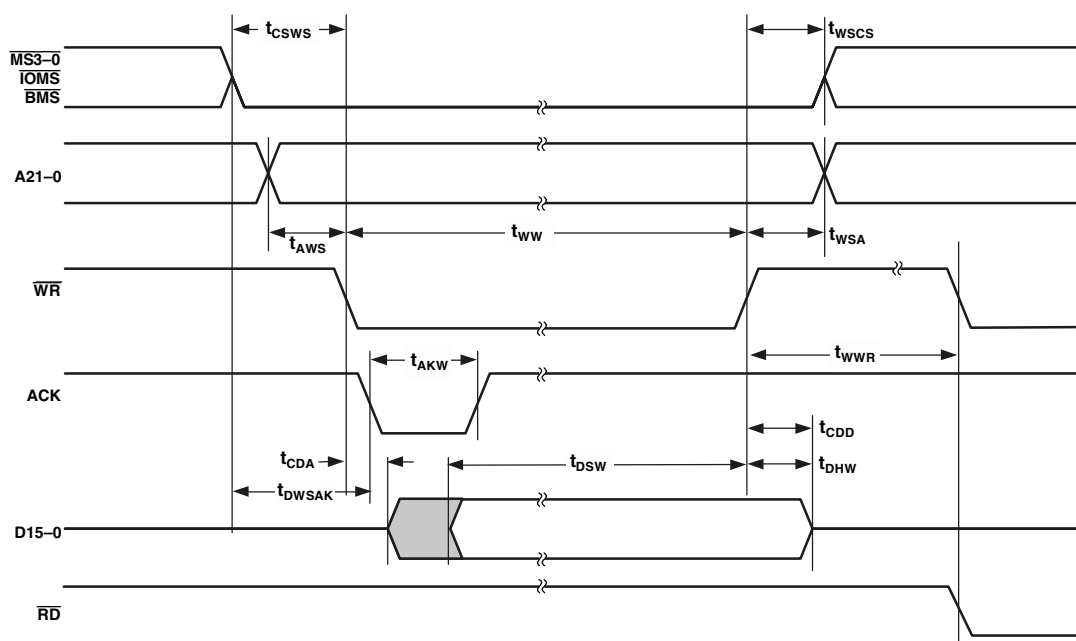 tCSWS
tWSCS
MS3–0
IOMS
BMS
A21–0
tAWS
tWW
tWSA
WR
tAKW
tWWR
ACK
tCDD
tCDA
tDSW
tDHW
tDWSAK
D15–0
RD